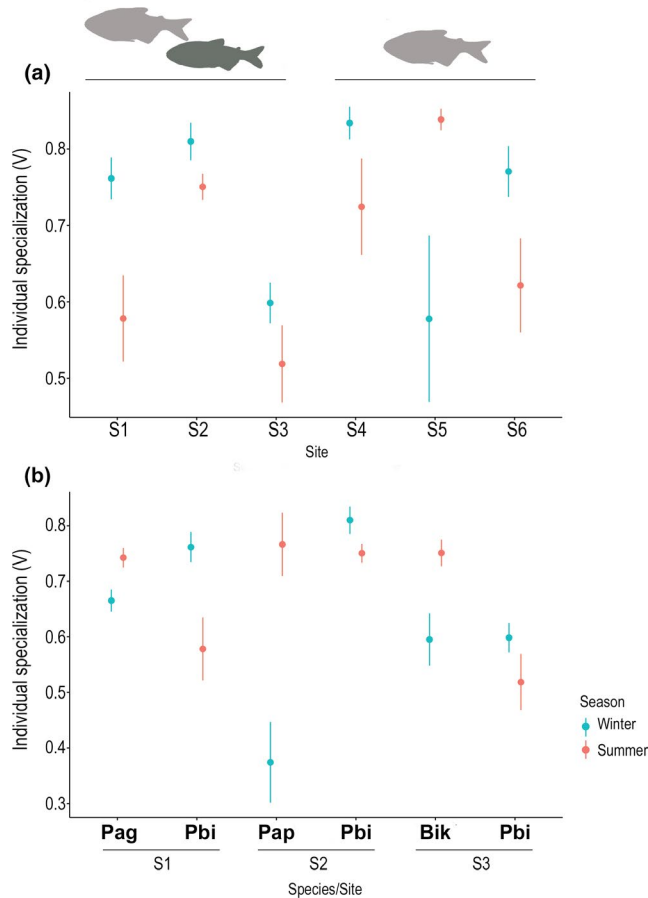 (a)
Individual specialization (V)
0.8
0.7
0.6
0.5
S1 S2 S3 S4 S5 S6
Site
(b)
Individual specialization (V)
0.8
0.7
0.6
0.5
0.4
0.3
Season
Winter
Summer
Pag Pbi Pap Pbi Bik Pbi
S1 S2 S3
Species/Site